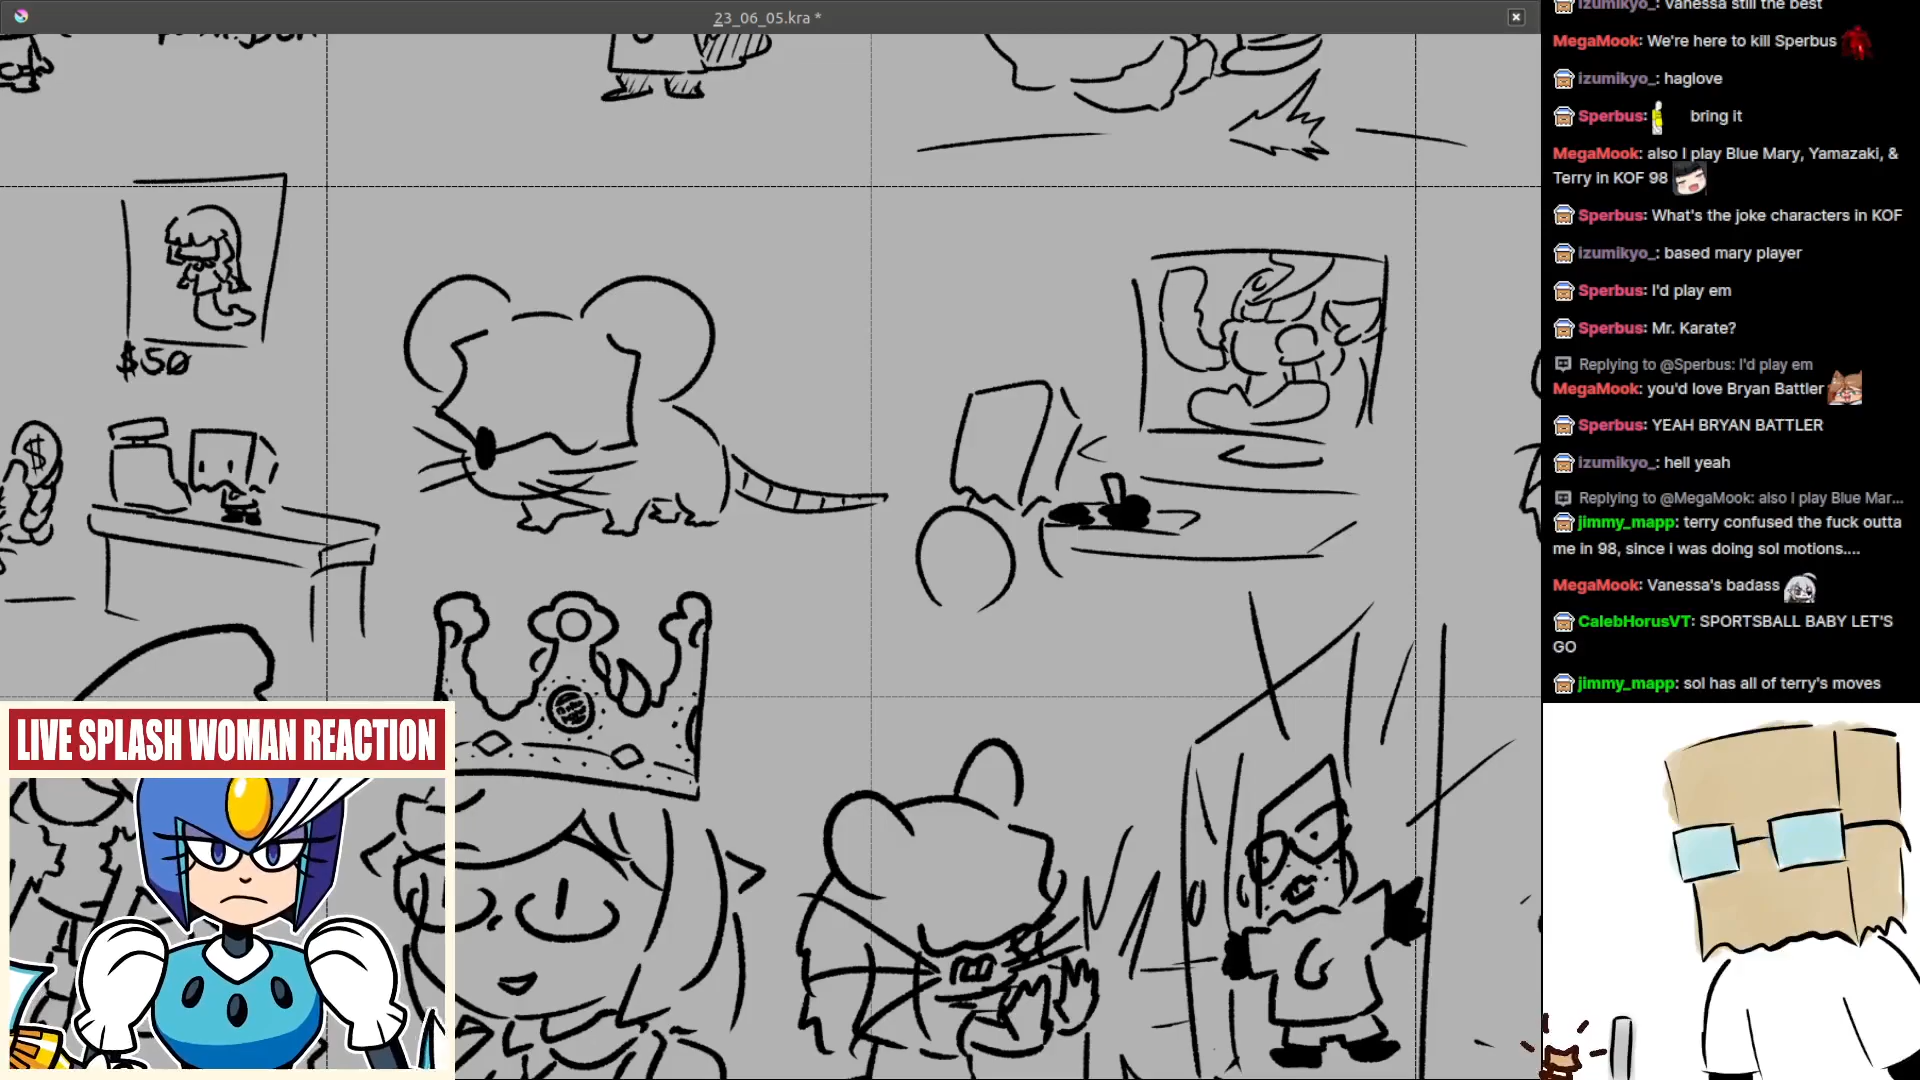 23_06_05.kra *
$50
$
LIVE SPLASH WOMAN REACTION
izumikyo_: Vanessa still the best
MegaMook: We're here to kill Sperbus
izumikyo_: haglove
Sperbus: bring it
MegaMook: also I play Blue Mary, Yamazaki, &
Terry in KOF 98
Sperbus: What's the joke characters in KOF
izumikyo_: based mary player
Sperbus: I'd play em
Sperbus: Mr. Karate?
Replying to @Sperbus: I'd play em
MegaMook: you'd love Bryan Battler
Sperbus: YEAH BRYAN BATTLER
izumikyo_: hell yeah
Replying to @MegaMook: also I play Blue Mar...
jimmy_mapp: terry confused the fuck outta
me in 98, since i was doing sol motions....
MegaMook: Vanessa's badass
CalebHorusVT: SPORTSBALL BABY LET'S
GO
jimmy_mapp: sol has all of terry's moves